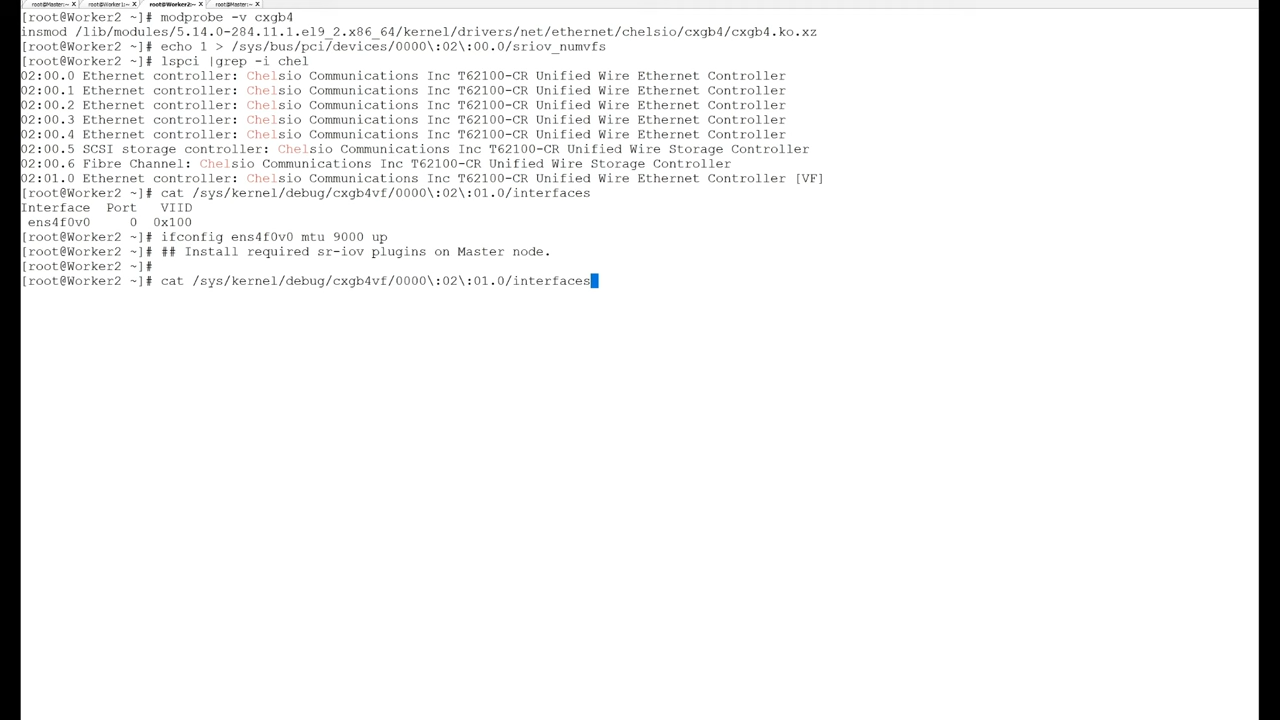 root@Master:~ X root@Worker1:~ X root@Worker2:~ X root@Master:~ X
[root@Worker2 ~]# modprobe -v cxgb4
insmod /lib/modules/5.14.0-284.11.1.el9_2.x86_64/kernel/drivers/net/ethernet/chelsio/cxgb4/cxgb4.ko.xz
[root@Worker2 ~]# echo 1 > /sys/bus/pci/devices/0000\:02\:00.0/sriov_numvfs
[root@Worker2 ~]# lspci |grep -i chel
02:00.0 Ethernet controller: Chelsio Communications Inc T62100-CR Unified Wire Ethernet Controller
02:00.1 Ethernet controller: Chelsio Communications Inc T62100-CR Unified Wire Ethernet Controller
02:00.2 Ethernet controller: Chelsio Communications Inc T62100-CR Unified Wire Ethernet Controller
02:00.3 Ethernet controller: Chelsio Communications Inc T62100-CR Unified Wire Ethernet Controller
02:00.4 Ethernet controller: Chelsio Communications Inc T62100-CR Unified Wire Ethernet Controller
02:00.5 SCSI storage controller: Chelsio Communications Inc T62100-CR Unified Wire Storage Controller
02:00.6 Fibre Channel: Chelsio Communications Inc T62100-CR Unified Wire Storage Controller
02:01.0 Ethernet controller: Chelsio Communications Inc T62100-CR Unified Wire Ethernet Controller [VF]
[root@Worker2 ~]# cat /sys/kernel/debug/cxgb4vf/0000\:02\:01.0/interfaces
Interface  Port   VIID
 ens4f0v0     0  0x100
[root@Worker2 ~]# ifconfig ens4f0v0 mtu 9000 up
[root@Worker2 ~]# ## Install required sr-iov plugins on Master node.
[root@Worker2 ~]#
[root@Worker2 ~]# cat /sys/kernel/debug/cxgb4vf/0000\:02\:01.0/interfaces